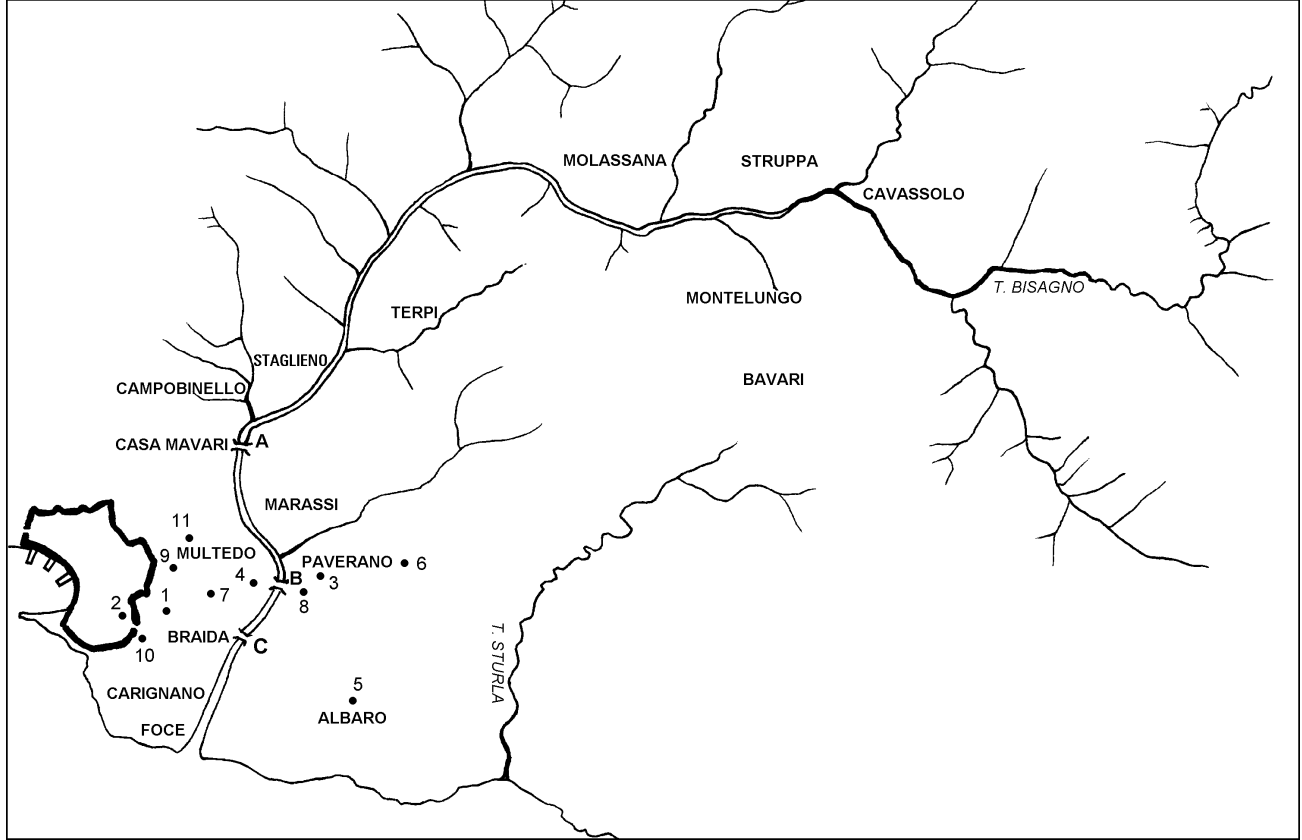 MOLASSANA
STRUPPA
CAVASSOLO
T. BISAGNO
MONTELUNGO
TERPI
STAGLIENO
BAVARI
CAMPOBINELLO
CASA MAVARI
A
MARASSI
11
9
MULTEDO
4
B
PAVERANO
6
3
2
1
7
8
10
BRAIDA
C
T. STURLA
5
CARIGNANO
ALBARO
FOCE